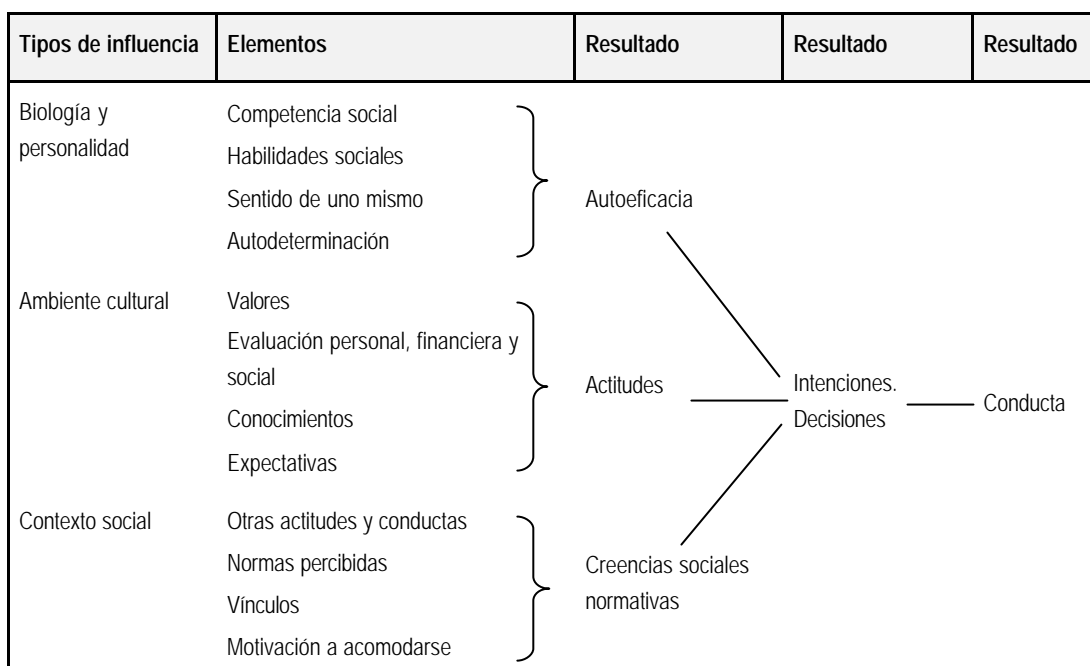 Tipos de influencia Elementos Resultado Resultado Resultado
Biología y
personalidad
Competencia social
Habilidades sociales
Sentido de uno mismo
Autodeterminación
Autoeficacia
Ambiente cultural
Valores
Evaluación personal, financiera y
social
Conocimientos
Expectativas
Actitudes
Intenciones.
Decisiones
Conducta
Contexto social
Otras actitudes y conductas
Normas percibidas
Vínculos
Motivación a acomodarse
Creencias sociales
normativas